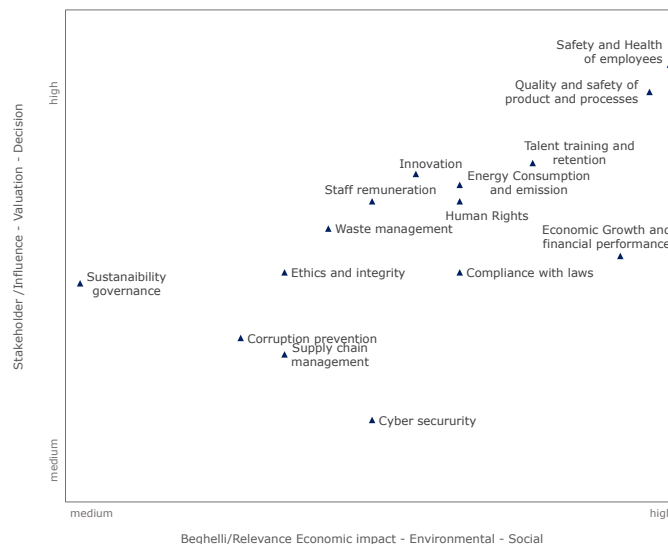 Safety and Health
of employees
high
Quality and safety of
product and processes
Talent training and
retention
Innovation
Energy Consumption
and emission
Staff remuneration
Human Rights
Waste management
Economic Growth and
financial performance
Ethics and integrity
Compliance with laws
Sustanaibility
governance
Corruption prevention
Supply chain
management
Cyber secururity
medium
Stakeholder /Influence - Valuation - Decision
medium
high
Beghelli/Relevance Economic impact - Environmental - Social